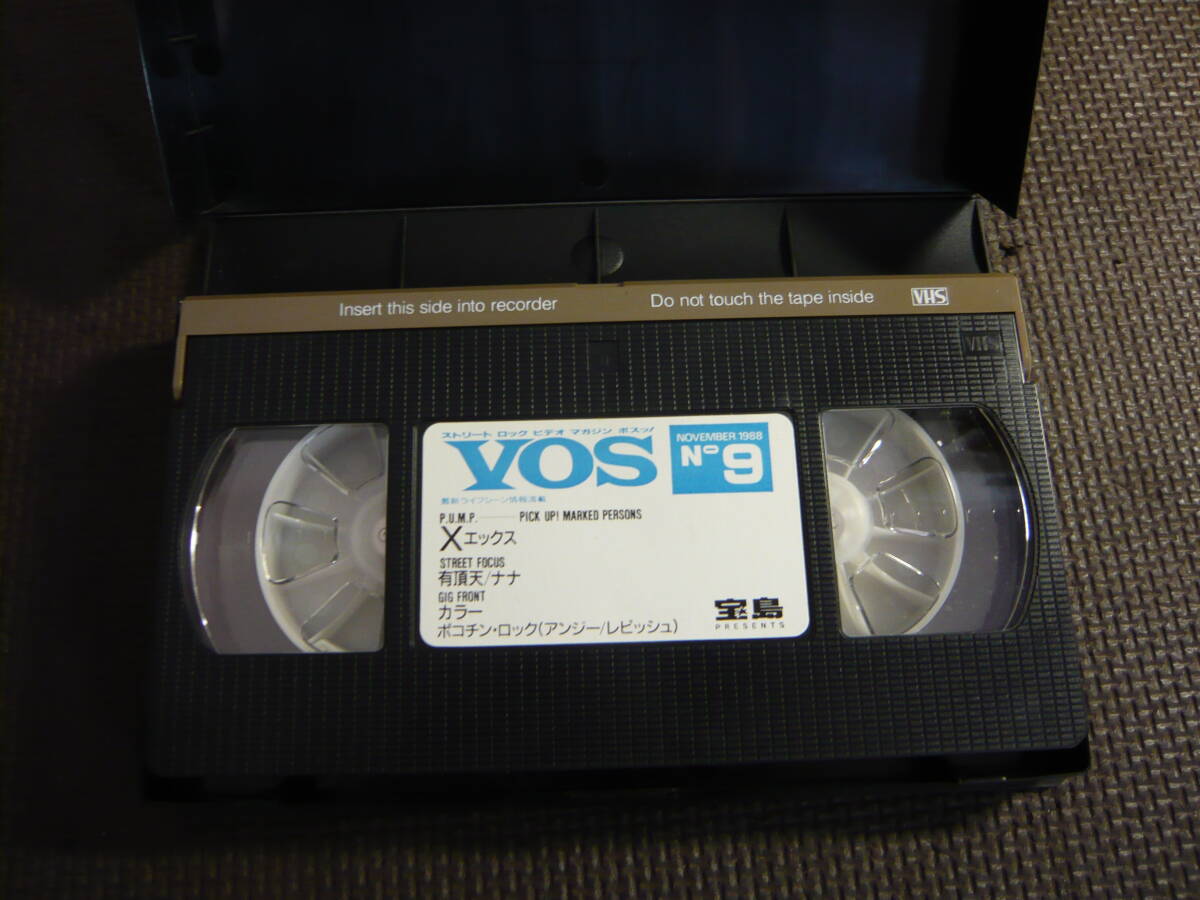 Insert this side into recorder Do not touch the tape inside VHS
VHS
ストリート ロック ビデオ マガジン ボスッ!
VOS
NOVEMBER 1988
Nº 9
最新ライブシーン情報満載
P.U.M.P. PICK UP! MARKED PERSONS
X エックス
STREET FOCUS
有頂天/ナナ
GIG FRONT
カラー
ポコチン・ロック(アンジー/レピッシュ)
宝島
PRESENTS